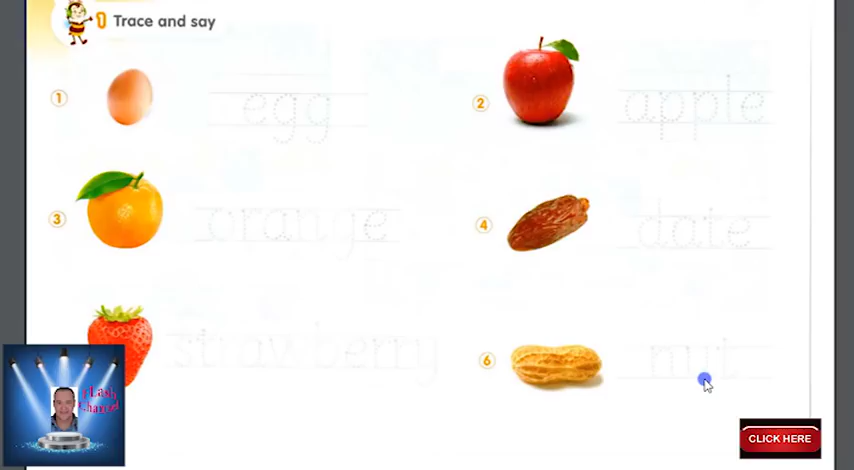 1 Trace and say
1 egg
2 apple
3 orange
4 date
strawberry
6 nut
Flash
Channel
CLICK HERE